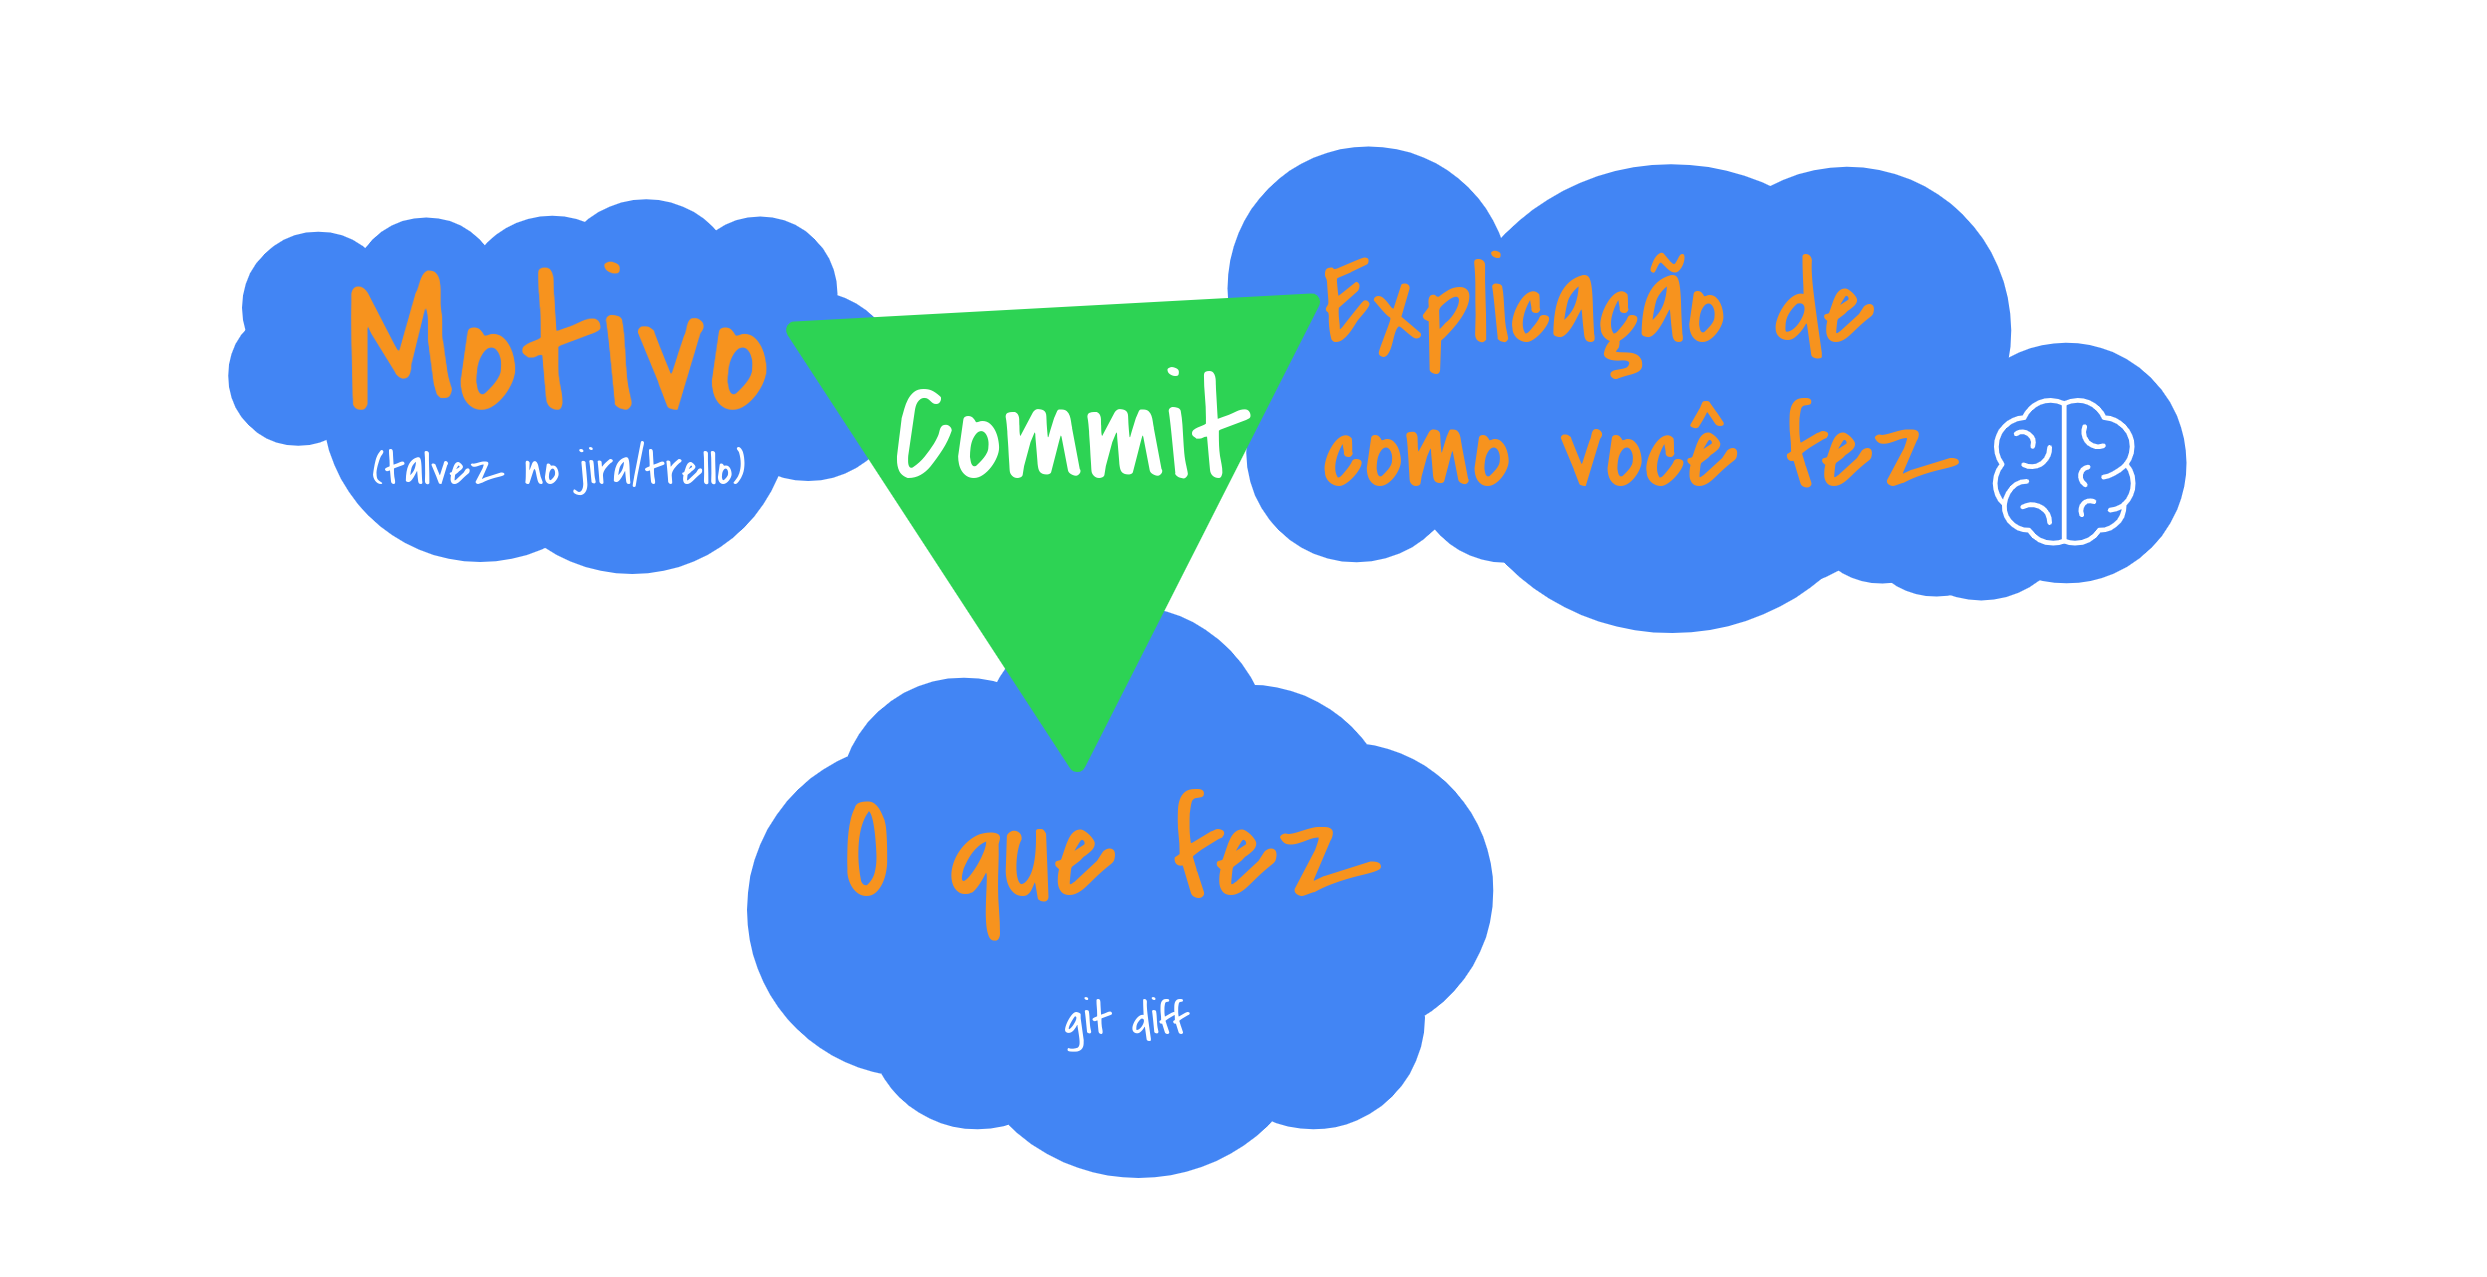 Motivo
(talvez no jira/trello)
Commit
Explicação de
como você fez
O que fez
git diff